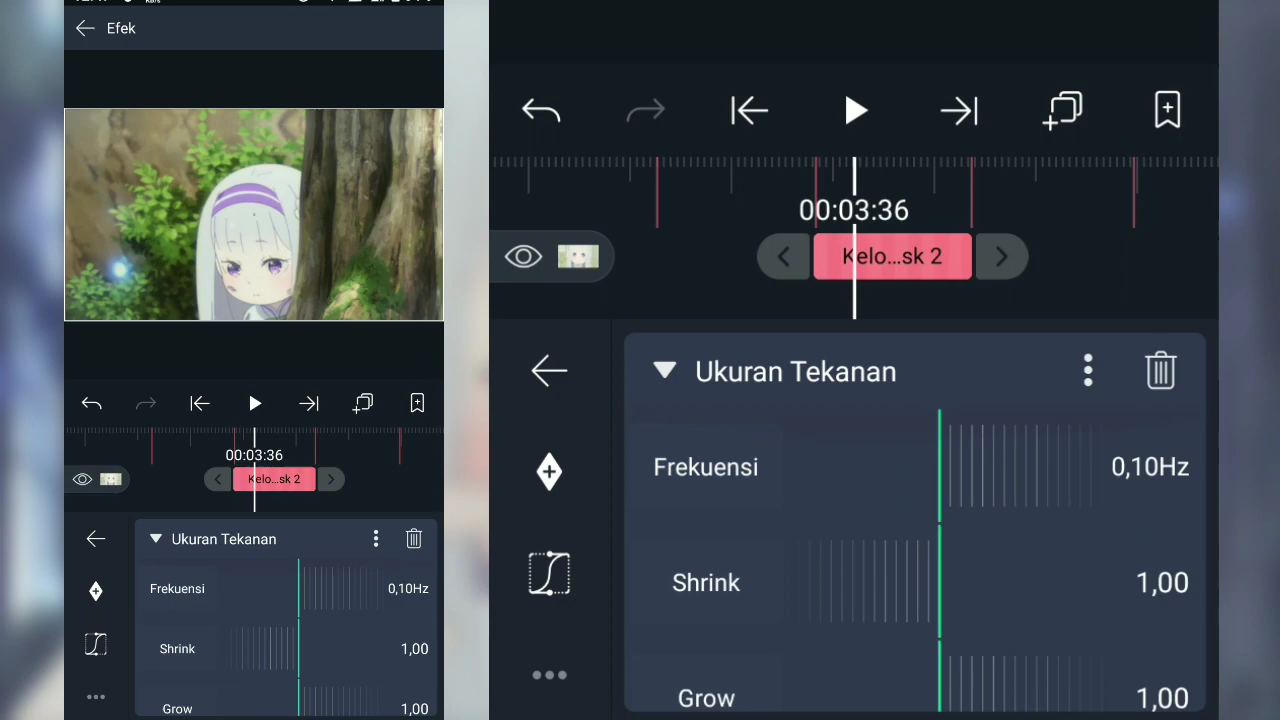 Efek
00:03:36
Kelo...sk 2
Ukuran Tekanan
Frekuensi
0,10Hz
Shrink
1,00
Grow
1,00
00:03:36
Kelo...sk 2
Ukuran Tekanan
Frekuensi
0,10Hz
Shrink
1,00
Grow
1,00